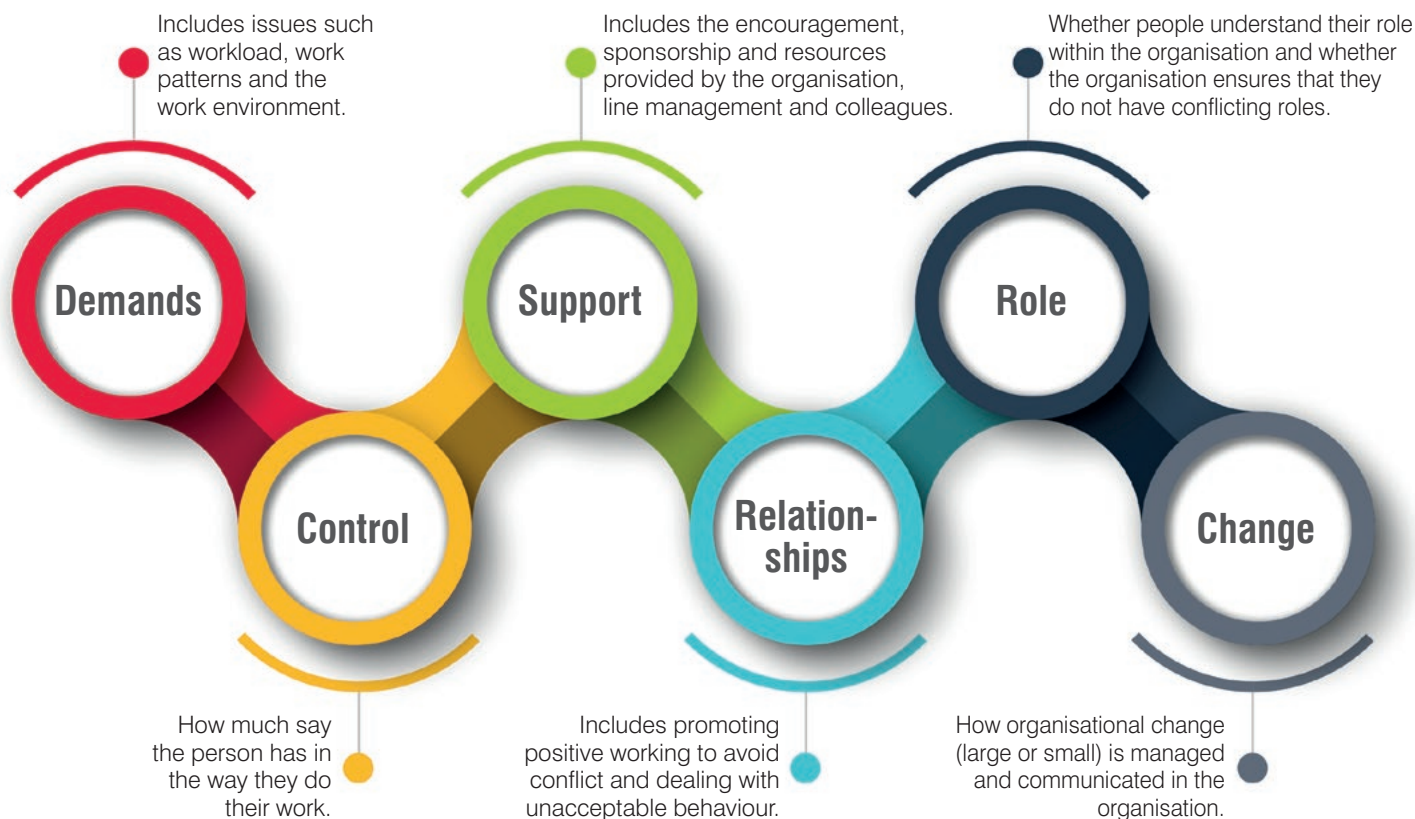 Includes issues such
as workload, work
patterns and the
work environment.
Includes the encouragement,
sponsorship and resources
provided by the organisation,
line management and colleagues.
Whether people understand their role
within the organisation and whether
the organisation ensures that they
do not have conflicting roles.
Demands
Support
Role
Control
Relation-
ships
Change
How much say
the person has in
the way they do
their work.
Includes promoting
positive working to avoid
conflict and dealing with
unacceptable behaviour.
How organisational change
(large or small) is managed
and communicated in the
organisation.